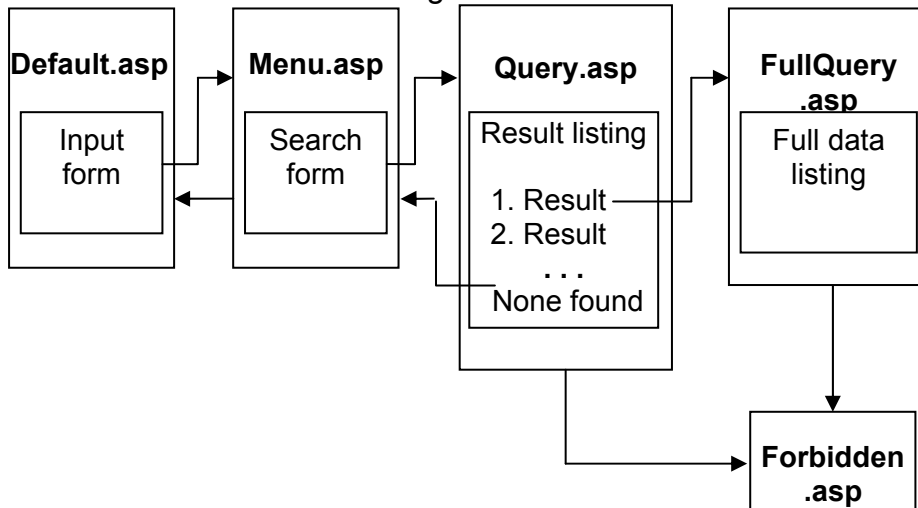 Default.asp
Input
form
Menu.asp
Search
form
Query.asp
Result listing
1. Result
2. Result
. . .
None found
FullQuery
.asp
Full data
listing
Forbidden
.asp